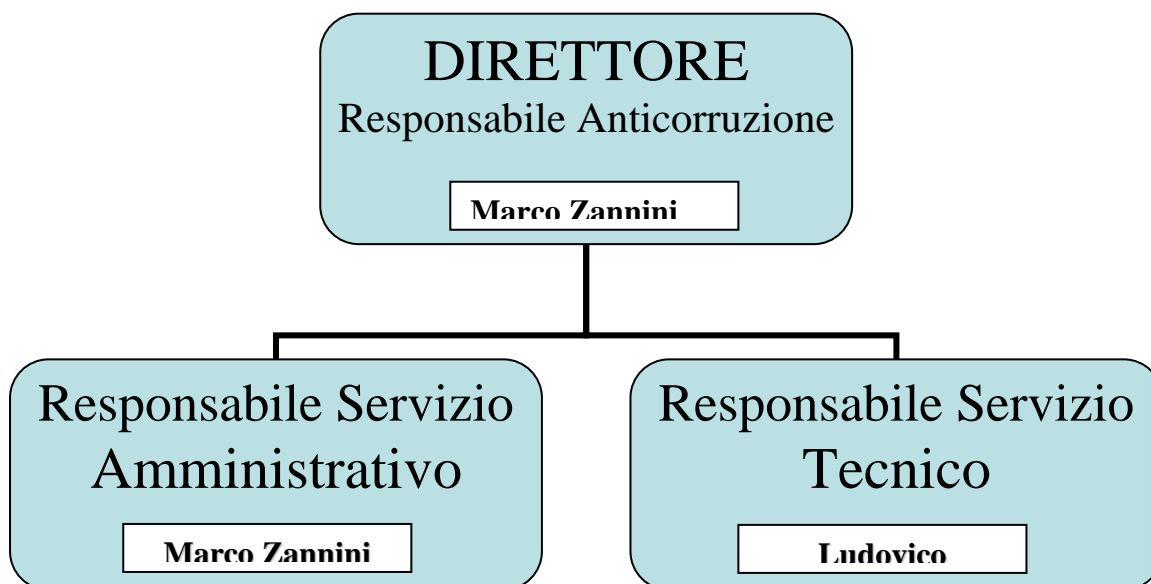 DIRETTORE
Responsabile Anticorruzione
Marco Zannini
Responsabile Servizio
Amministrativo
Marco Zannini
Responsabile Servizio
Tecnico
Ludovico